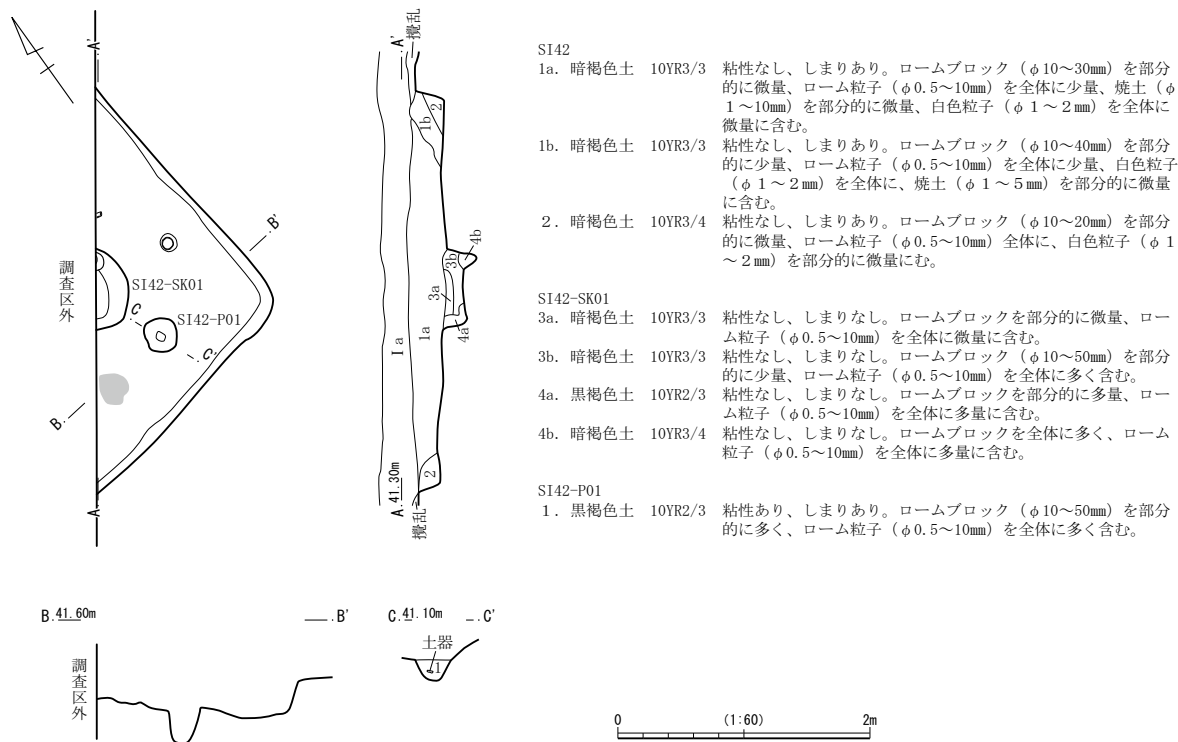 A'
B'
調査区外
SI42-SK01
C
SI42-P01
C'
B
A
攪乱
A'
2
1b
4b
3b
3a
4a
Ⅰa
1a
2
A 41.30m
攪乱
SI42
1a. 暗褐色土 10YR3/3 粘性なし、しまりあり。ロームブロック（φ10～30㎜）を部分
的に微量、ローム粒子（φ0.5～10㎜）を全体に少量、焼土（φ
1～10㎜）を部分的に微量、白色粒子（φ１～２㎜）を全体に
微量に含む。
1b. 暗褐色土 10YR3/3 粘性なし、しまりあり。ロームブロック（φ10～40㎜）を部分
的に少量、ローム粒子（φ0.5～10㎜）を全体に少量、白色粒子
（φ１～２㎜）を全体に、焼土（φ１～５㎜）を部分的に微量
に含む。
２. 暗褐色土 10YR3/4 粘性なし、しまりあり。ロームブロック（φ10～20㎜）を部分
的に微量、ローム粒子（φ0.5～10㎜）全体に、白色粒子（φ１
～２㎜）を部分的に微量にむ。
SI42-SK01
3a. 暗褐色土 10YR3/3 粘性なし、しまりなし。ロームブロックを部分的に微量、ロー
ム粒子（φ0.5～10㎜）を全体に微量に含む。
3b. 暗褐色土 10YR3/3 粘性なし、しまりなし。ロームブロック（φ10～50㎜）を部分
的に少量、ローム粒子（φ0.5～10㎜）を全体に多く含む。
4a. 黒褐色土 10YR2/3 粘性なし、しまりなし。ロームブロックを部分的に多量、ロー
ム粒子（φ0.5～10㎜）を全体に多量に含む。
4b. 暗褐色土 10YR3/4 粘性なし、しまりなし。ロームブロックを全体に多く、ローム
粒子（φ0.5～10㎜）を全体に多量に含む。
SI42-P01
１. 黒褐色土 10YR2/3 粘性あり、しまりあり。ロームブロック（φ10～50㎜）を部分
的に多く、ローム粒子（φ0.5～10㎜）を全体に多く含む。
B 41.60m B'
調査区外
C 41.10m C'
土器
1
0 (1:60) 2m